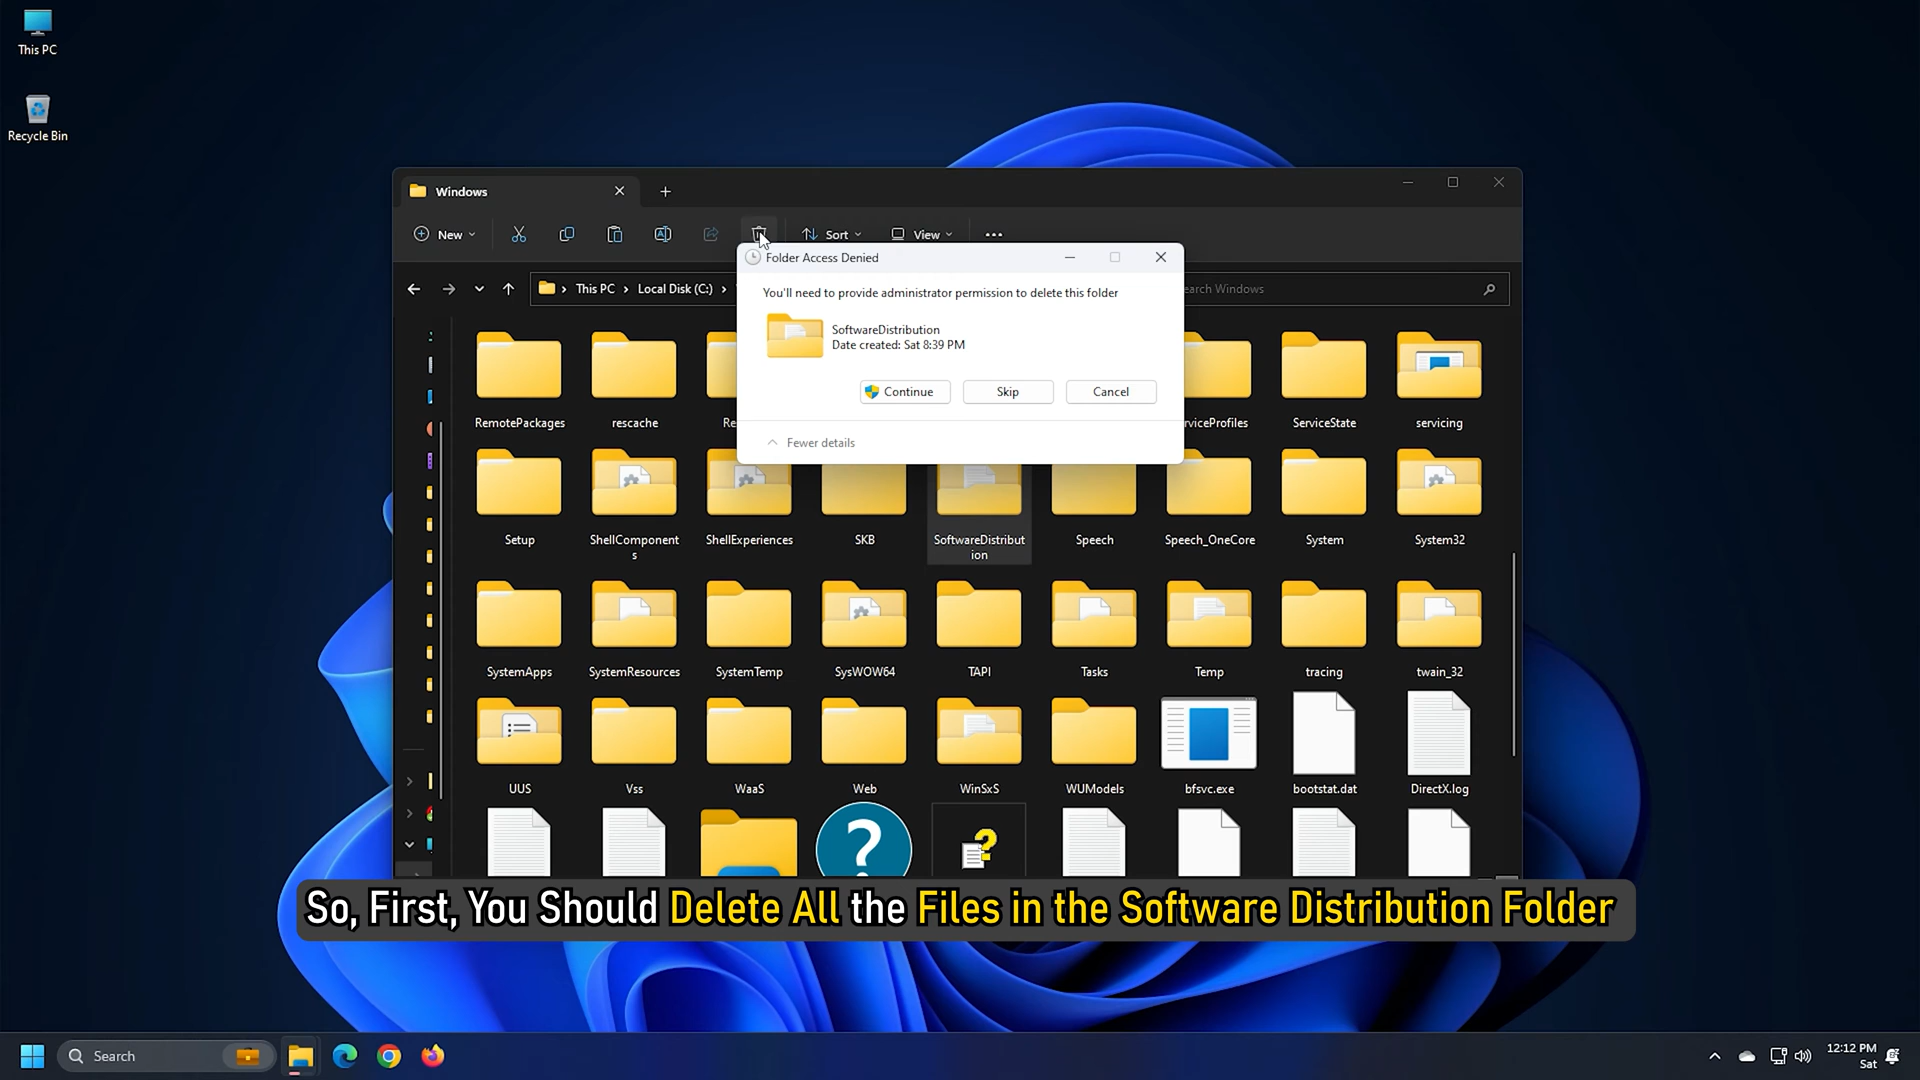 This PC
Recycle Bin
Windows
New
Sort
View
This PC
Local Disk (C:)
Search Windows
Folder Access Denied
You'll need to provide administrator permission to delete this folder
SoftwareDistribution
Date created: Sat 8:39 PM
Continue
Skip
Cancel
Fewer details
RemotePackages
rescache
Re
rviceProfiles
ServiceState
servicing
Setup
ShellComponent
s
ShellExperiences
SKB
SoftwareDistribut
ion
Speech
Speech_OneCore
System
System32
SystemApps
SystemResources
SystemTemp
SysWOW64
TAPI
Tasks
Temp
tracing
twain_32
UUS
Vss
WaaS
Web
WinSxS
WUModels
bfsvc.exe
bootstat.dat
DirectX.log
So, First, You Should Delete All the Files in the Software Distribution Folder
Search
12:12 PM
Sat